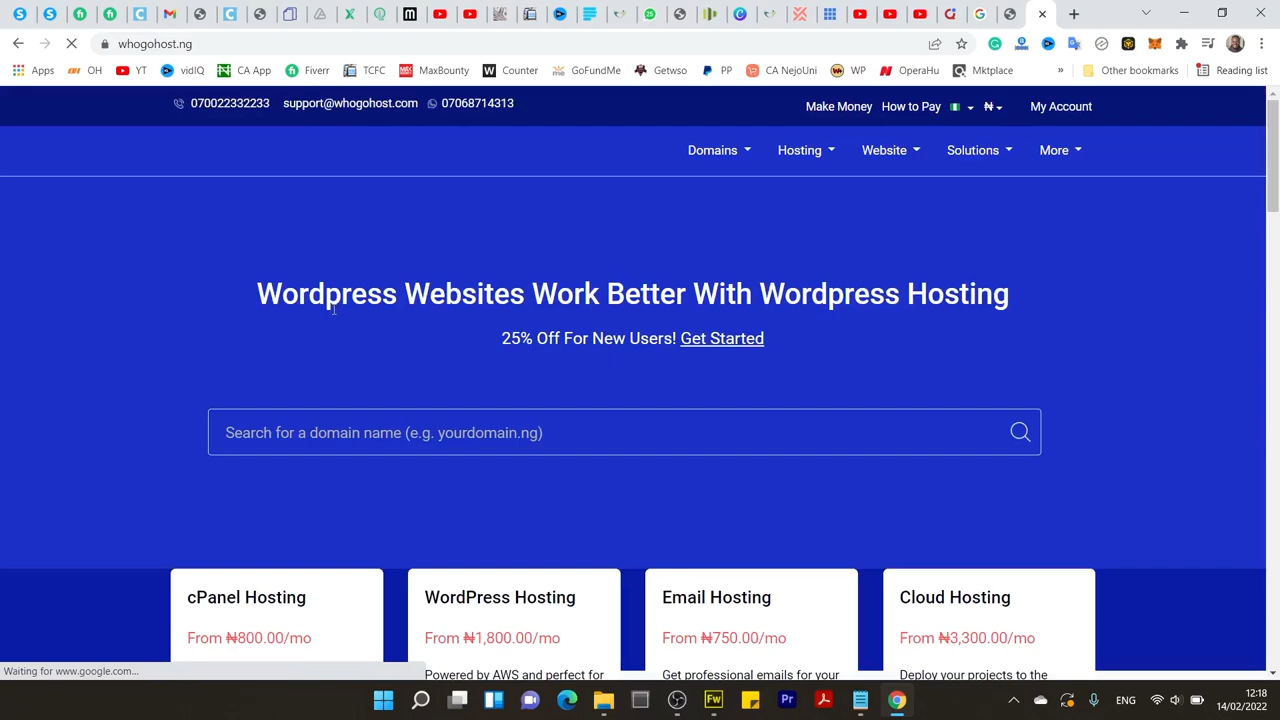 whogohost.ng
Apps OH YT vidIQ CA App Fiverr TCFC MaxBounty Counter GoFundMe Getwso PP CA NejoUni WP OperaHu Mktplace » Other bookmarks Reading list
070022332233 support@whogohost.com 07068714313 Make Money How to Pay ₦ My Account
Domains Hosting Website Solutions More
Wordpress Websites Work Better With Wordpress Hosting
25% Off For New Users! Get Started
Search for a domain name (e.g. yourdomain.ng)
cPanel Hosting WordPress Hosting Email Hosting Cloud Hosting
From ₦800.00/mo From ₦1,800.00/mo From ₦750.00/mo From ₦3,300.00/mo
Powered by AWS and perfect for Get professional emails for your Deploy your projects to the
Waiting for www.google.com...
ENG 12:18
14/02/2022